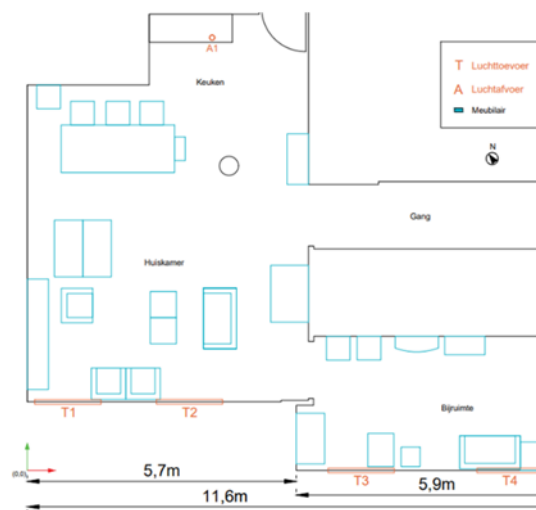 A1
Keuken
T Luchttoevoer
A Luchtafvoer
Meubilair
N
Gang
Huiskamer
T1
T2
Bijruimte
T3
T4
(0.0)
5,7m
5,9m
11,6m